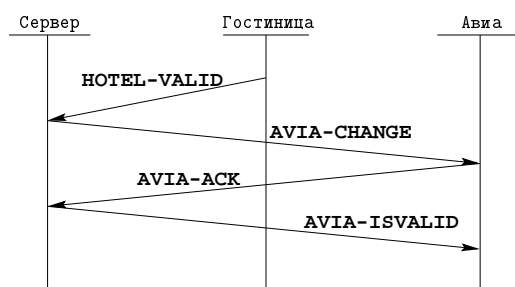 Сервер Гостиница Авиа
HOTEL-VALID
AVIA-CHANGE
AVIA-ACK
AVIA-ISVALID